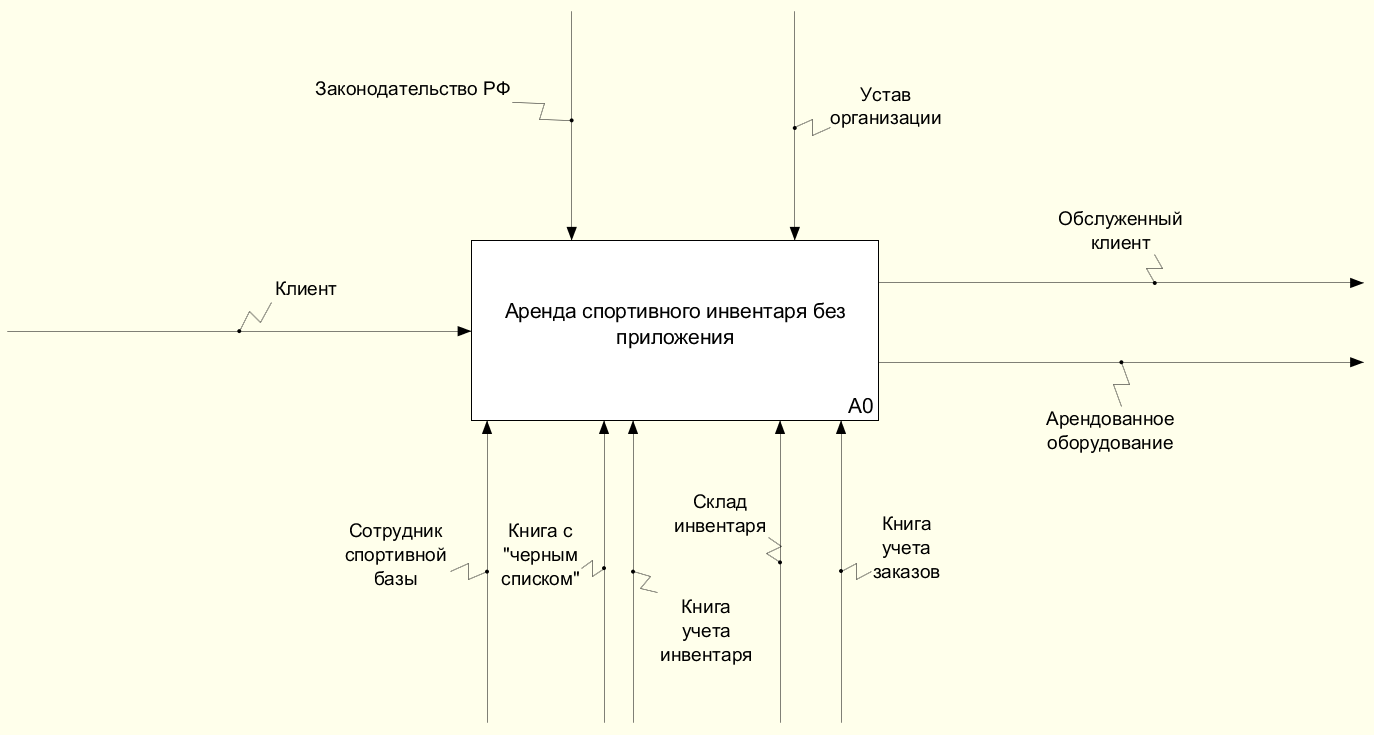 Законодательство РФ
Устав
организации
Обслуженный
клиент
Клиент
Аренда спортивного инвентаря без
приложения
A0
Арендованное
оборудование
Сотрудник
спортивной
базы
Книга с
"черным
списком"
Книга
учета
инвентаря
Склад
инвентаря
Книга
учета
заказов